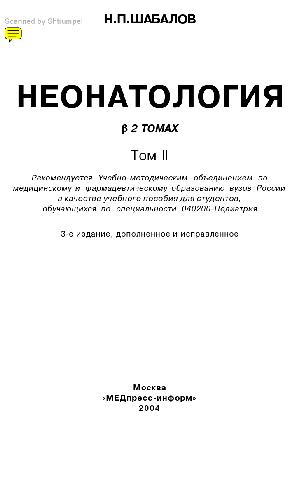 Scanned by Shtiumpel
Н.П.ШАБАЛОВ
НЕОНАТОЛОГИЯ
β 2 ТОМАХ
Том II
Рекомендуется Учебно-методическим объединением по
медицинскому и фармацевтическому образованию вузов России
в качестве учебного пособия для студентов,
обучающихся по специальности 040200-Педиатрия
3-е издание, дополненное и исправленное
Москва
«МЕДпресс-информ»
2004